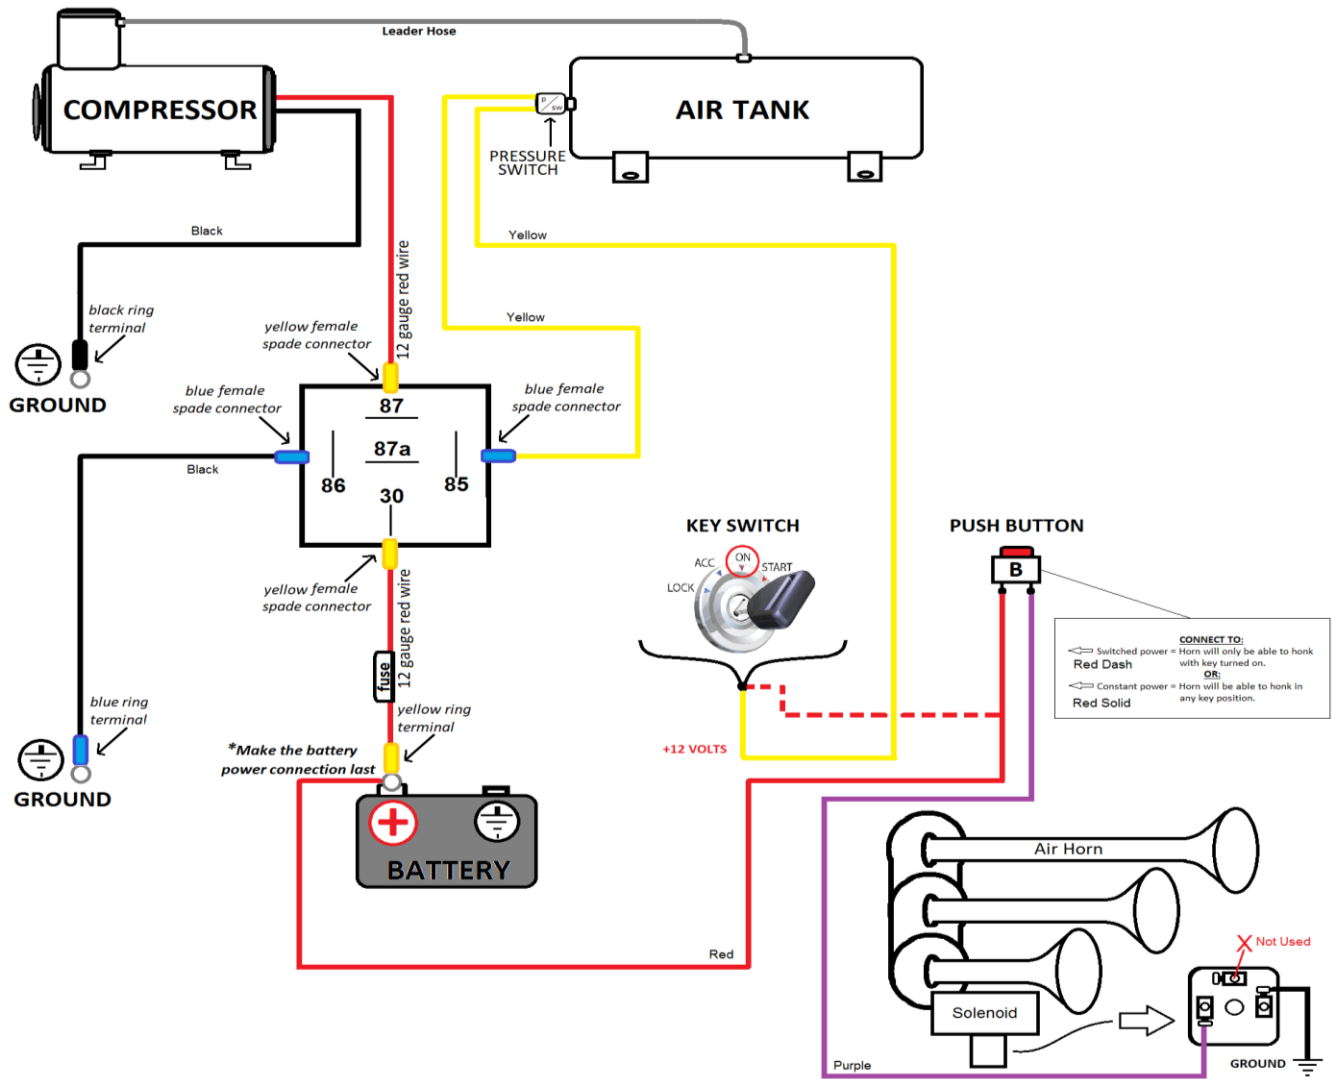 Leader Hose
COMPRESSOR
AIR TANK
P
SW
PRESSURE
SWITCH
Black
Yellow
12 gauge red wire
black ring
terminal
Yellow
yellow female
spade connector
GROUND
blue female
spade connector
blue female
spade connector
87
87a
86
85
30
Black
KEY SWITCH
PUSH BUTTON
ACC
ON
START
LOCK
B
yellow female
spade connector
12 gauge red wire
fuse
CONNECT TO:
Switched power = Horn will only be able to honk
Red Dash
with key turned on.
OR:
Constant power = Horn will be able to honk in
Red Solid
any key position.
blue ring
terminal
yellow ring
terminal
*Make the battery
power connection last
+12 VOLTS
GROUND
BATTERY
Air Horn
Red
X Not Used
Solenoid
Purple
GROUND